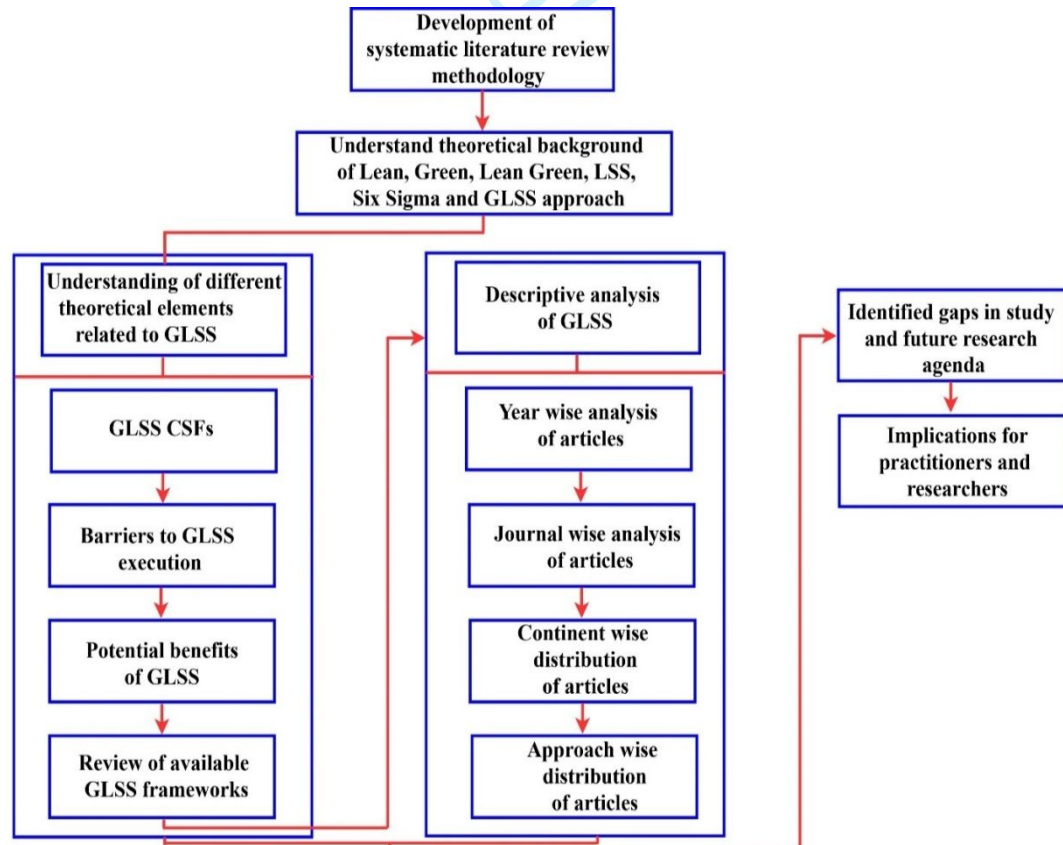 Development of
systematic literature review
methodology
Understand theoretical background
of Lean, Green, Lean Green, LSS,
Six Sigma and GLSS approach
Understanding of different
theoretical elements
related to GLSS
GLSS CSFs
Barriers to GLSS
execution
Potential benefits
of GLSS
Review of available
GLSS frameworks
Descriptive analysis
of GLSS
Year wise analysis
of articles
Journal wise analysis
of articles
Continent wise
distribution
of articles
Approach wise
distribution
of articles
Identified gaps in study
and future research
agenda
Implications for
practitioners and
researchers